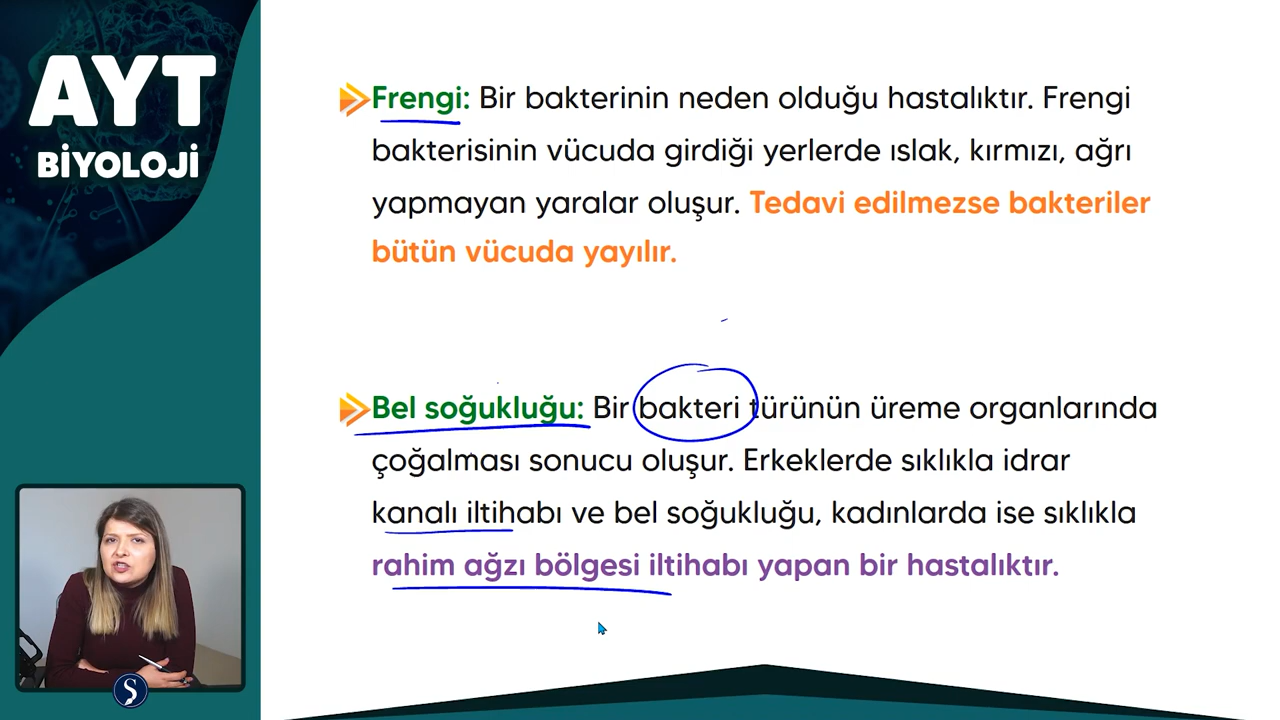 AYT
BİYOLOJİ
Frengi: Bir bakterinin neden olduğu hastalıktır. Frengi
bakterisinin vücuda girdiği yerlerde ıslak, kırmızı, ağrı
yapmayan yaralar oluşur. Tedavi edilmezse bakteriler
bütün vücuda yayılır.
Bel soğukluğu: Bir bakteri türünün üreme organlarında
çoğalması sonucu oluşur. Erkeklerde sıklıkla idrar
kanalı iltihabı ve bel soğukluğu, kadınlarda ise sıklıkla
rahim ağzı bölgesi iltihabı yapan bir hastalıktır.
Ş